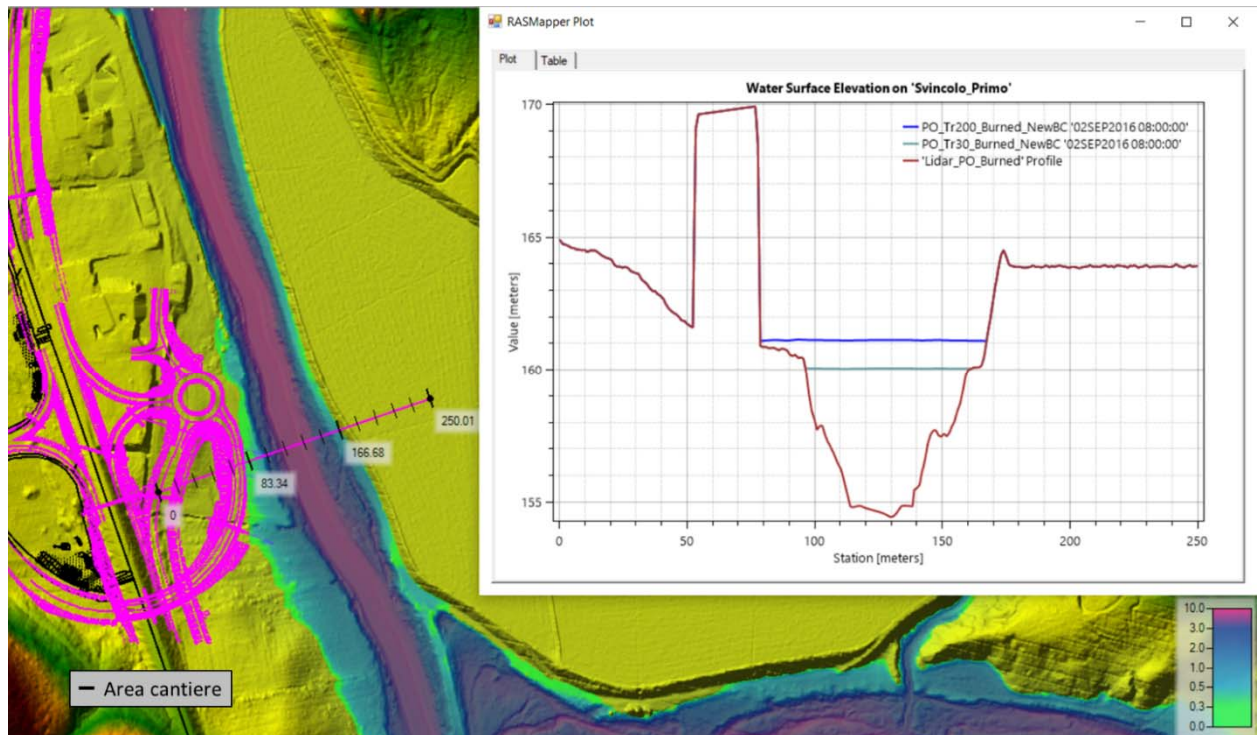 RASMapper Plot
Plot
Table
Water Surface Elevation on 'Svincolo_Primo'
PO_Tr200_Burned_NewBC '02SEP2016 08:00:00'
PO_Tr30_Burned_NewBC '02SEP2016 08:00:00'
'Lidar_PO_Burned' Profile
Value [meters]
170
165
160
155
0
50
100
150
200
250
Station [meters]
250.01
166.68
83.34
0
Area cantiere
10.0
3.0
2.0
1.0
0.5
0.3
0.0